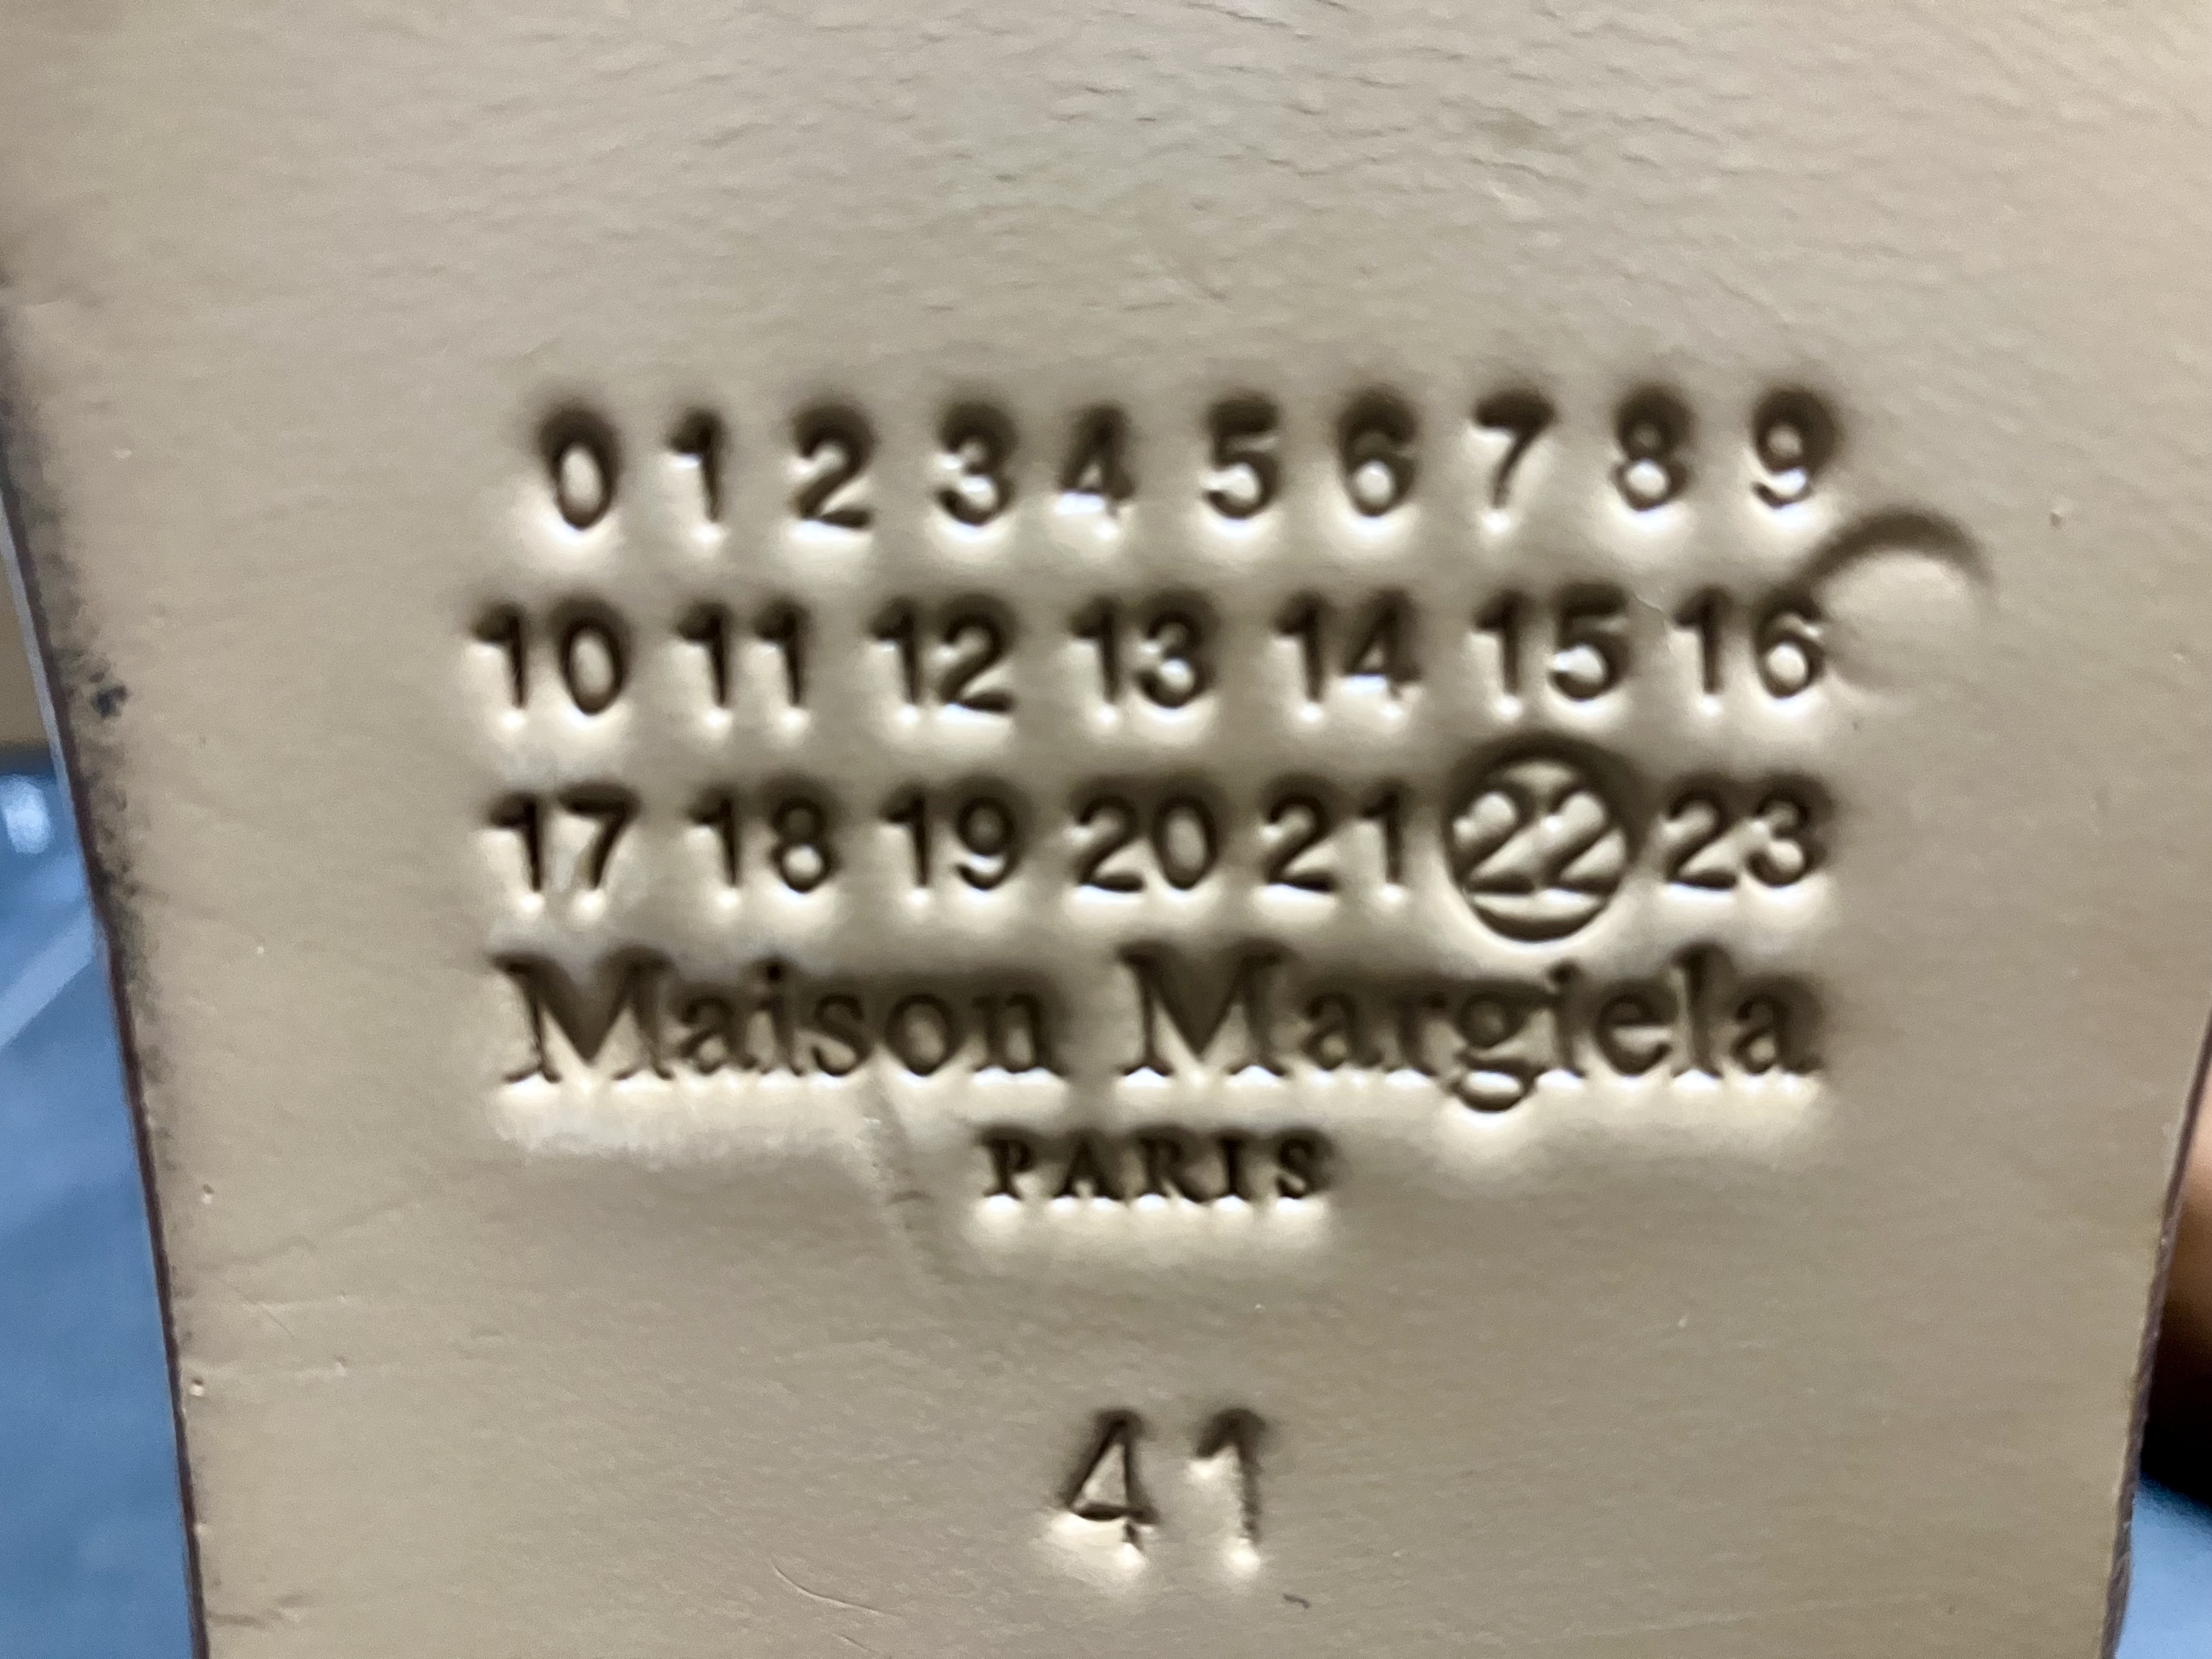 0 1 2 3 4 5 6 7 8 9
10 11 12 13 14 15 16
17 18 19 20 21 22 23
Maison Margiela
PARIS
41